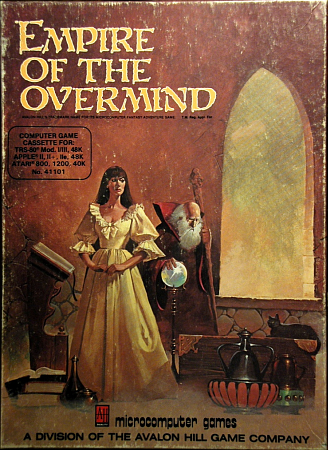 EMPIRE
OF THE
OVERMIND
COMPUTER GAME
CASSETTE FOR:
TRS-80® Mod. I/III, 48K
APPLE® II, II+, IIe, 48K
ATARI® 800, 1200, 40K
No. 41101
microcomputer games
A DIVISION OF THE AVALON HILL GAME COMPANY